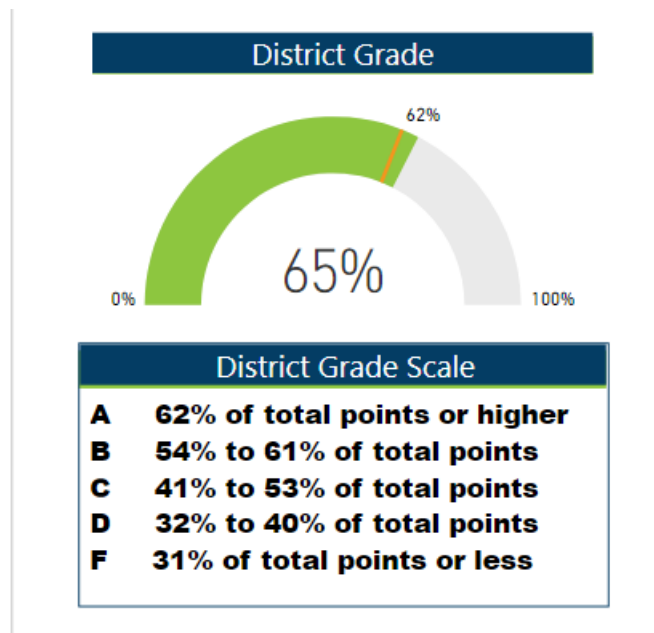 District Grade
62%
65%
0%
100%
District Grade Scale
A 62% of total points or higher
B 54% to 61% of total points
C 41% to 53% of total points
D 32% to 40% of total points
F 31% of total points or less